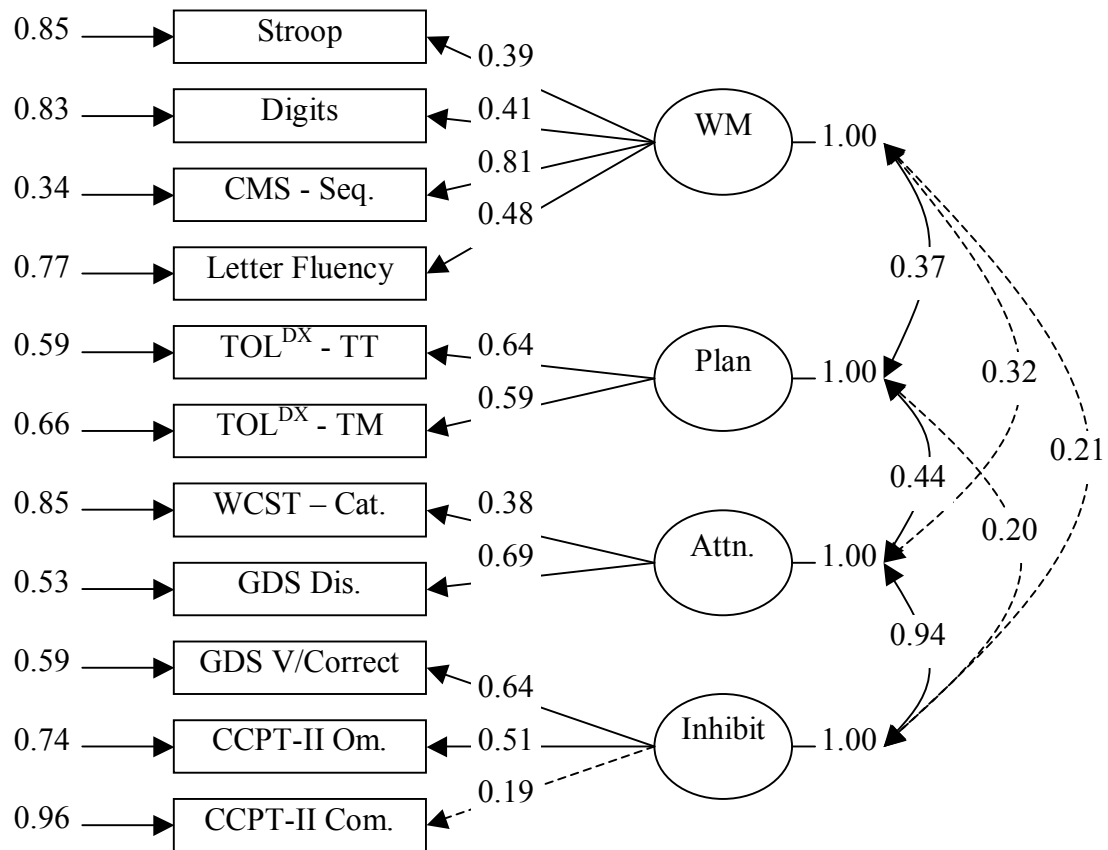 0.85 Stroop 0.39
0.83 Digits 0.41 WM 1.00
0.34 CMS - Seq. 0.81
0.77 Letter Fluency 0.48
0.37
0.59 TOL^DX - TT 0.64 Plan 1.00 0.32
0.66 TOL^DX - TM 0.59
0.21
0.44
0.85 WCST – Cat. 0.38
0.20
0.53 GDS Dis. 0.69 Attn. 1.00
0.59 GDS V/Correct 0.64
0.94
0.74 CCPT-II Om. 0.51 Inhibit 1.00
0.96 CCPT-II Com. 0.19